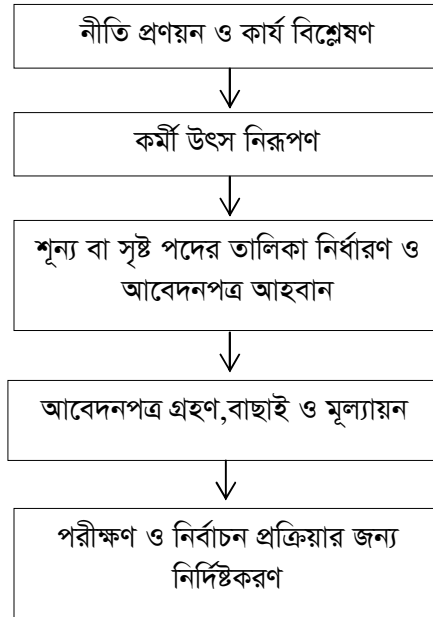 নীতি প্রণয়ন ও কার্য বিশ্লেষণ
কর্মী উৎস নিরূপণ
শূন্য বা সৃষ্ট পদের তালিকা নির্ধারণ ও
আবেদনপত্র আহবান
আবেদনপত্র গ্রহণ,বাছাই ও মূল্যায়ন
পরীক্ষণ ও নির্বাচন প্রক্রিয়ার জন্য
নির্দিষ্টকরণ